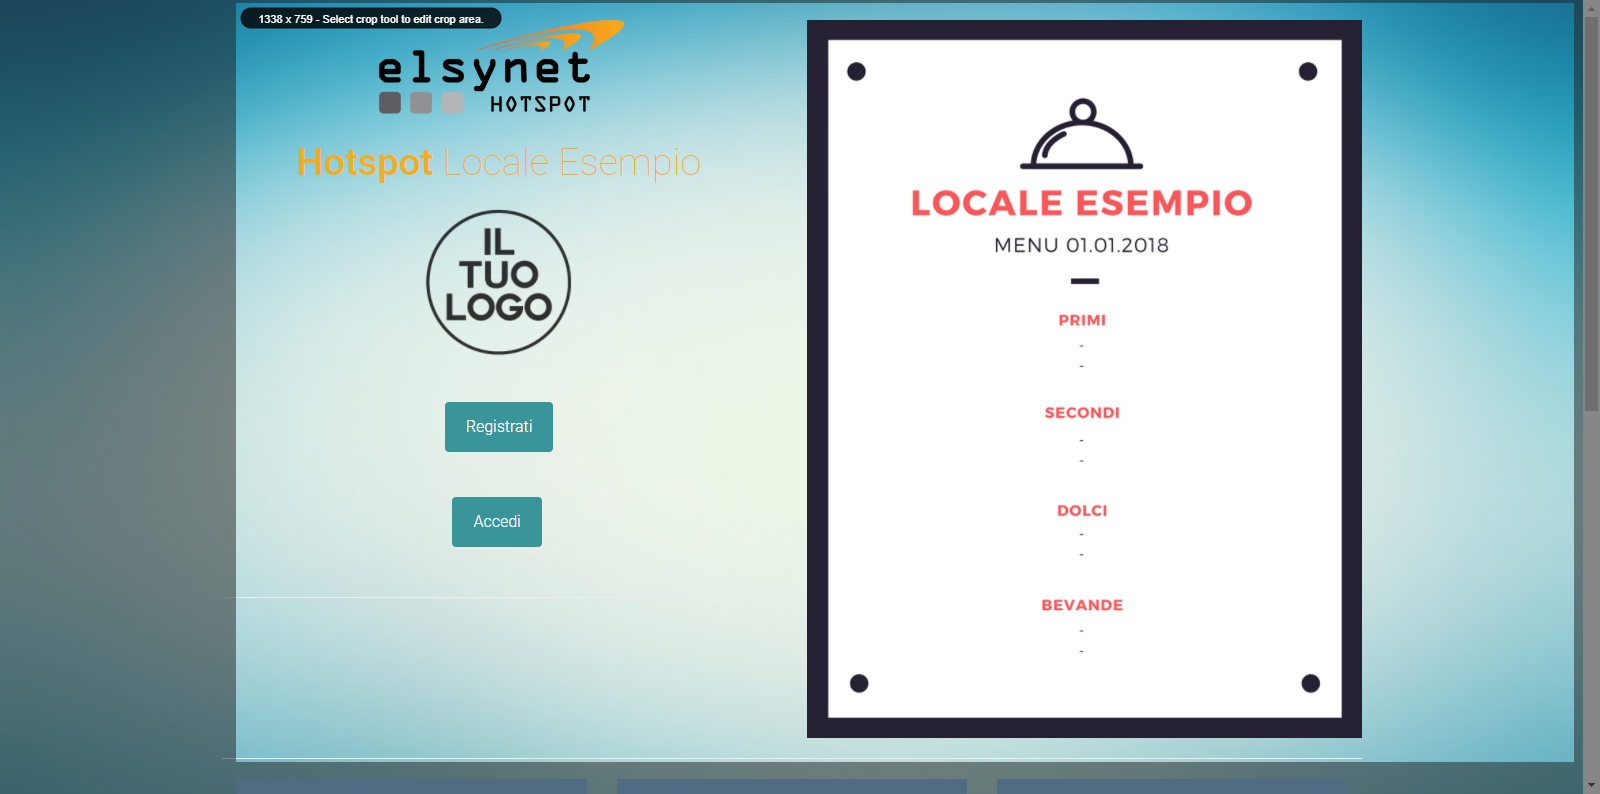 1338 x 759 - Select crop tool to edit crop area.
elsynet
HOTSPOT
Hotspot Locale Esempio
IL
TUO
LOGO
Registrati
Accedi
LOCALE ESEMPIO
MENU 01.01.2018
PRIMI
-
-
SECONDI
-
-
DOLCI
-
-
BEVANDE
-
-